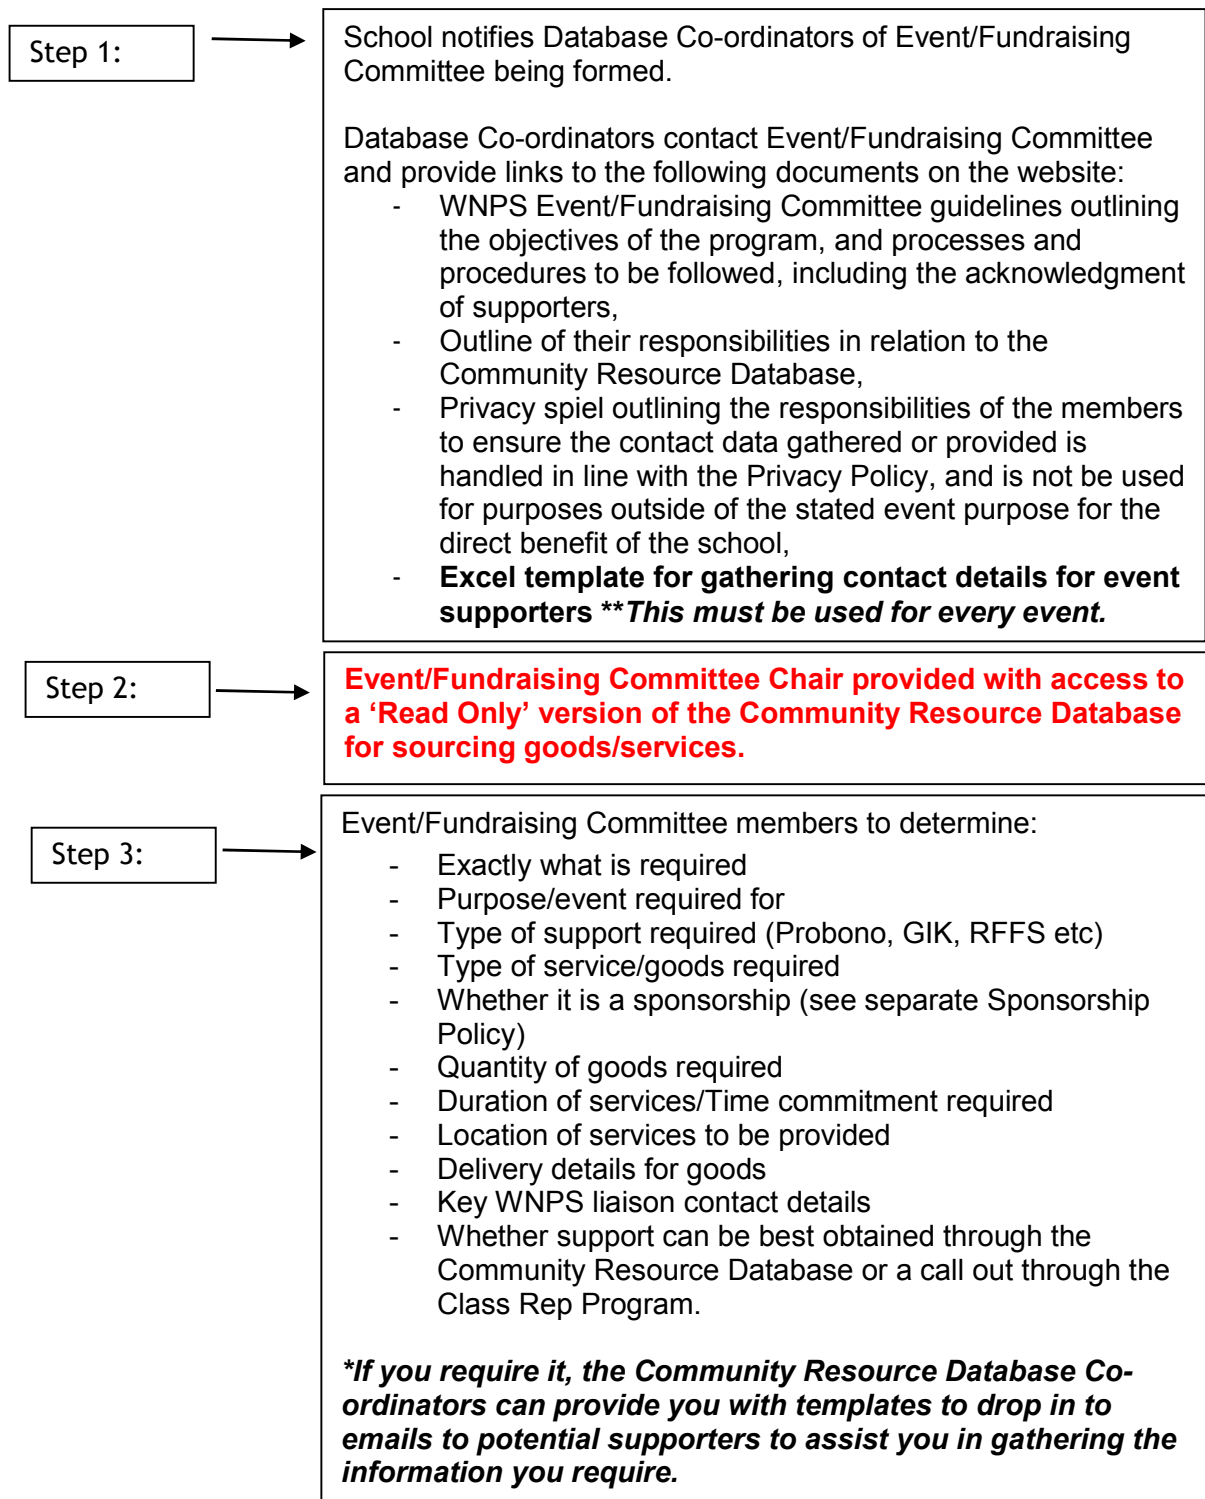 Step 1:
School notifies Database Co-ordinators of Event/Fundraising
Committee being formed.
Database Co-ordinators contact Event/Fundraising Committee
and provide links to the following documents on the website:
- WNPS Event/Fundraising Committee guidelines outlining
the objectives of the program, and processes and
procedures to be followed, including the acknowledgment
of supporters,
- Outline of their responsibilities in relation to the
Community Resource Database,
- Privacy spiel outlining the responsibilities of the members
to ensure the contact data gathered or provided is
handled in line with the Privacy Policy, and is not be used
for purposes outside of the stated event purpose for the
direct benefit of the school,
- Excel template for gathering contact details for event
supporters **This must be used for every event.
Step 2:
Event/Fundraising Committee Chair provided with access to
a ‘Read Only’ version of the Community Resource Database
for sourcing goods/services.
Step 3:
Event/Fundraising Committee members to determine:
- Exactly what is required
- Purpose/event required for
- Type of support required (Probono, GIK, RFFS etc)
- Type of service/goods required
- Whether it is a sponsorship (see separate Sponsorship
Policy)
- Quantity of goods required
- Duration of services/Time commitment required
- Location of services to be provided
- Delivery details for goods
- Key WNPS liaison contact details
- Whether support can be best obtained through the
Community Resource Database or a call out through the
Class Rep Program.
*If you require it, the Community Resource Database Co-
ordinators can provide you with templates to drop in to
emails to potential supporters to assist you in gathering the
information you require.